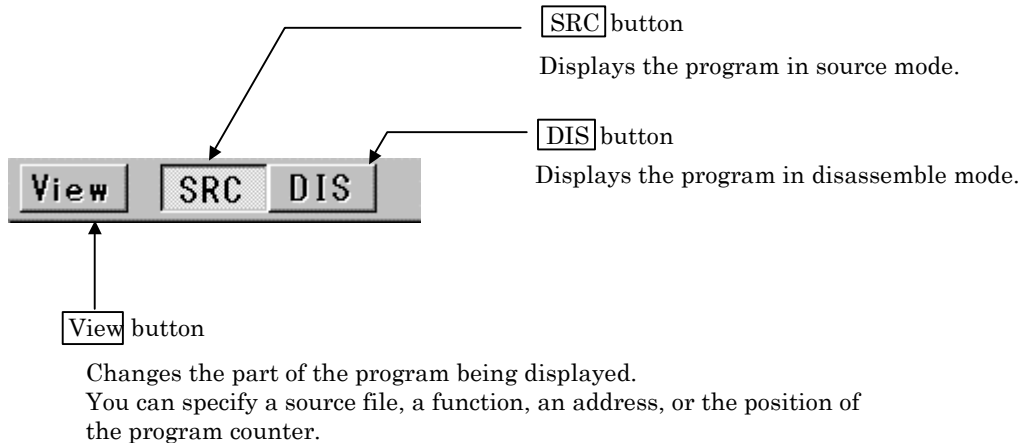 SRC button
Displays the program in source mode.
DIS button
Displays the program in disassemble mode.
View SRC DIS
View button
Changes the part of the program being displayed.
You can specify a source file, a function, an address, or the position of
the program counter.